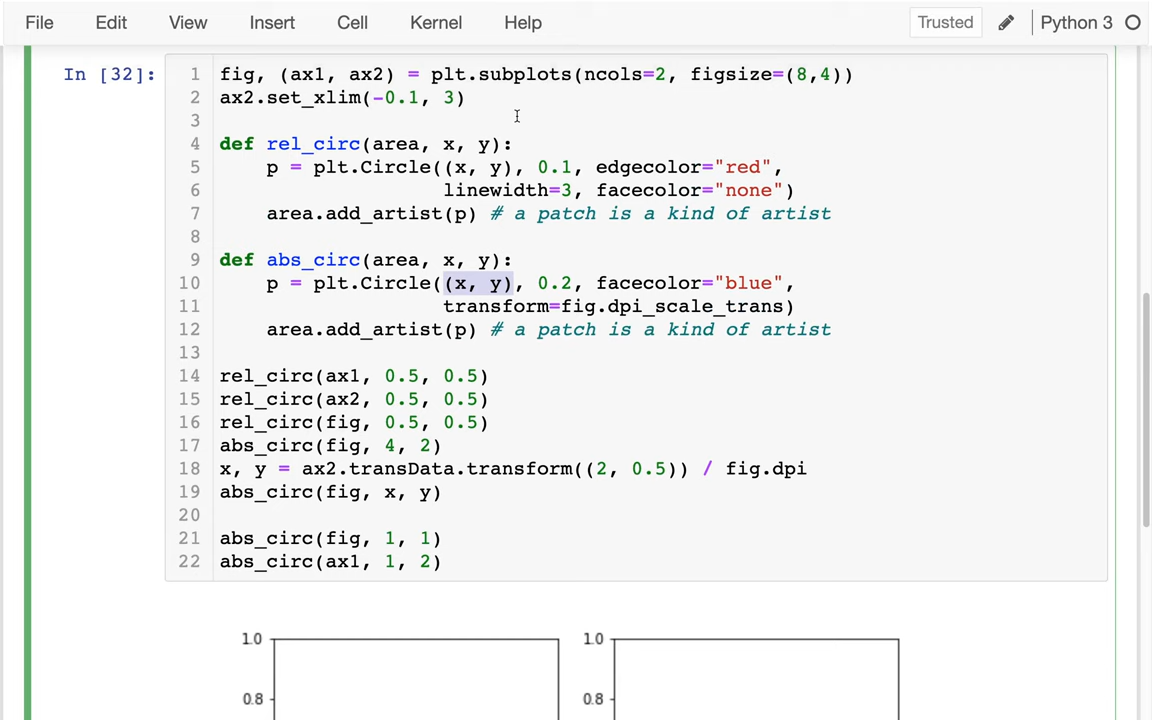 File Edit View Insert Cell Kernel Help Trusted Python 3
In [32]:
1 fig, (ax1, ax2) = plt.subplots(ncols=2, figsize=(8,4))
2 ax2.set_xlim(-0.1, 3)
3
4 def rel_circ(area, x, y):
5     p = plt.Circle((x, y), 0.1, edgecolor="red",
6                    linewidth=3, facecolor="none")
7     area.add_artist(p) # a patch is a kind of artist
8
9 def abs_circ(area, x, y):
10     p = plt.Circle((x, y), 0.2, facecolor="blue",
11                    transform=fig.dpi_scale_trans)
12     area.add_artist(p) # a patch is a kind of artist
13
14 rel_circ(ax1, 0.5, 0.5)
15 rel_circ(ax2, 0.5, 0.5)
16 rel_circ(fig, 0.5, 0.5)
17 abs_circ(fig, 4, 2)
18 x, y = ax2.transData.transform((2, 0.5)) / fig.dpi
19 abs_circ(fig, x, y)
20
21 abs_circ(fig, 1, 1)
22 abs_circ(ax1, 1, 2)
1.0 1.0
0.8 0.8